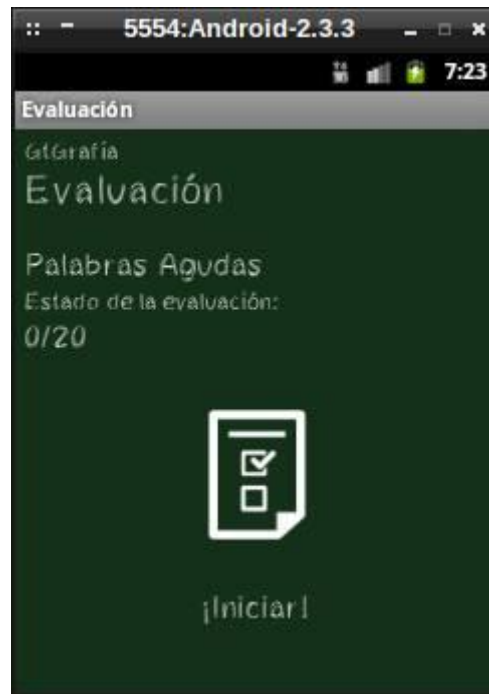 5554:Android-2.3.3
7:23
Evaluación
GtGrafía
Evaluación
Palabras Agudas
Estado de la evaluación:
0/20
¡Iniciar!